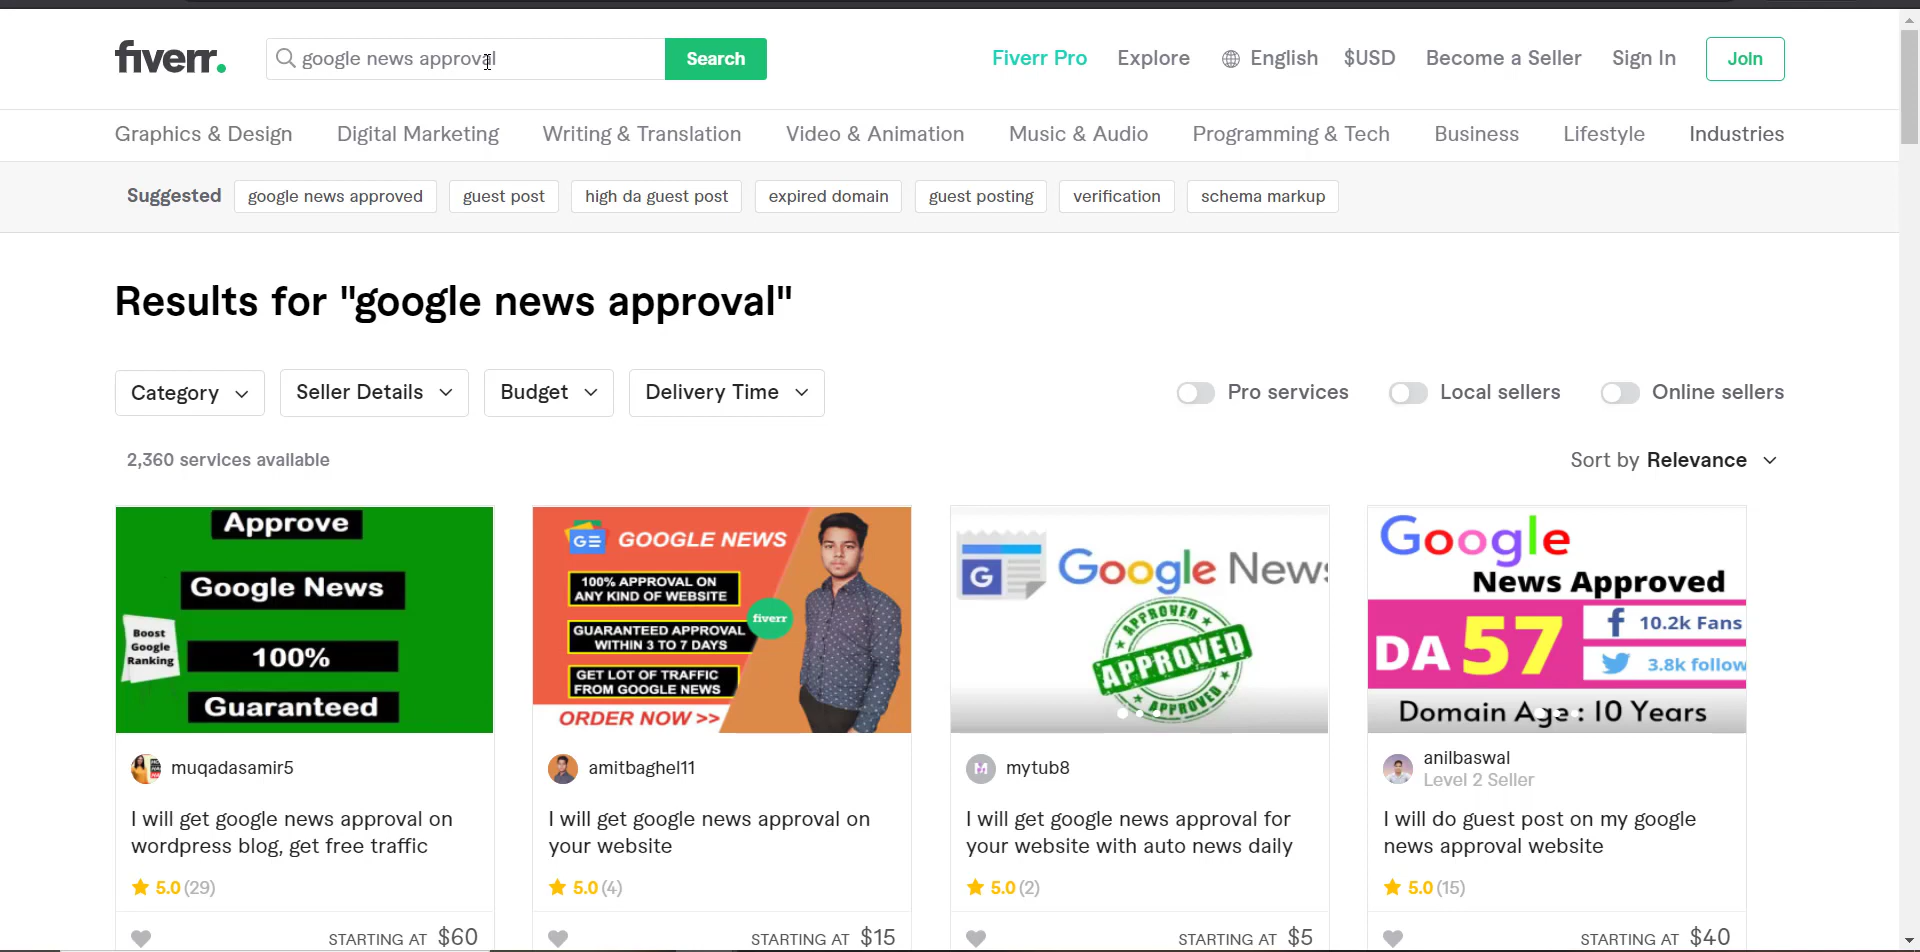 fiverr.
google news approval
Search
Fiverr Pro
Explore
English
$USD
Become a Seller
Sign In
Join
Graphics & Design
Digital Marketing
Writing & Translation
Video & Animation
Music & Audio
Programming & Tech
Business
Lifestyle
Industries
Suggested
google news approved
guest post
high da guest post
expired domain
guest posting
verification
schema markup
Results for "google news approval"
Category
Seller Details
Budget
Delivery Time
Pro services
Local sellers
Online sellers
2,360 services available
Sort by Relevance
Approve
Google News
Boost
Google
Ranking
100%
Guaranteed
muqadasamir5
I will get google news approval on
wordpress blog, get free traffic
5.0 (29)
STARTING AT $60
GE
GOOGLE NEWS
100% APPROVAL ON
ANY KIND OF WEBSITE
fiverr
GUARANTEED APPROVAL
WITHIN 3 TO 7 DAYS
GET LOT OF TRAFFIC
FROM GOOGLE NEWS
ORDER NOW >>
amitbaghel11
I will get google news approval on
your website
5.0 (4)
STARTING AT $15
G
Google News
APPROVED
APPROVED
APPROVED
M
mytub8
I will get google news approval for
your website with auto news daily
5.0 (2)
STARTING AT $5
Google
News Approved
DA 57
f 10.2k Fans
3.8k follow
Domain Age : 10 Years
anilbaswal
Level 2 Seller
I will do guest post on my google
news approval website
5.0 (15)
STARTING AT $40